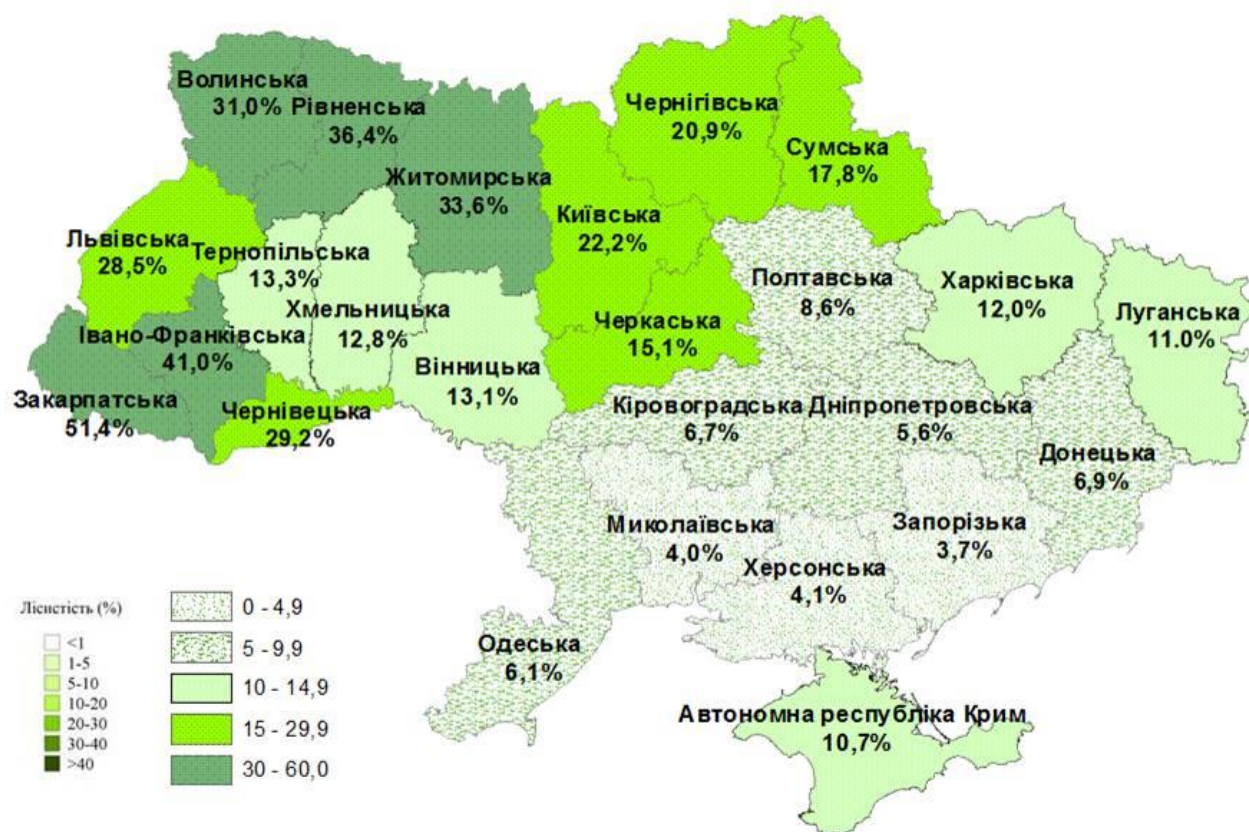 Волинська
31,0%
Рівненська
36,4%
Житомирська
33,6%
Чернігівська
20,9%
Сумська
17,8%
Київська
22,2%
Львівська
28,5%
Тернопільська
13,3%
Хмельницька
12,8%
Івано-Франківська
41,0%
Закарпатська
51,4%
Чернівецька
29,2%
Вінницька
13,1%
Черкаська
15,1%
Полтавська
8,6%
Харківська
12,0%
Луганська
11.0%
Кіровоградська
6,7%
Дніпропетровська
5,6%
Донецька
6,9%
Миколаївська
4,0%
Запорізька
3,7%
Херсонська
4,1%
Одеська
6,1%
Автономна республіка Крим
10,7%
Лісистість (%)
<1
1-5
5-10
10-20
20-30
30-40
>40
0 - 4,9
5 - 9,9
10 - 14,9
15 - 29,9
30 - 60,0